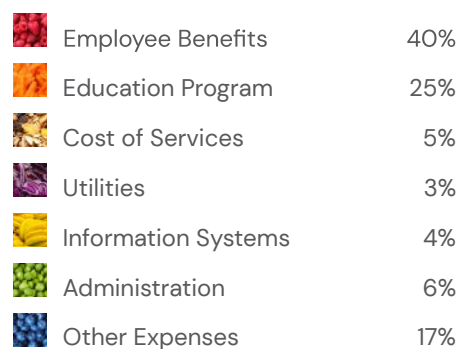 Employee Benefits 40%
Education Program 25%
Cost of Services 5%
Utilities 3%
Information Systems 4%
Administration 6%
Other Expenses 17%